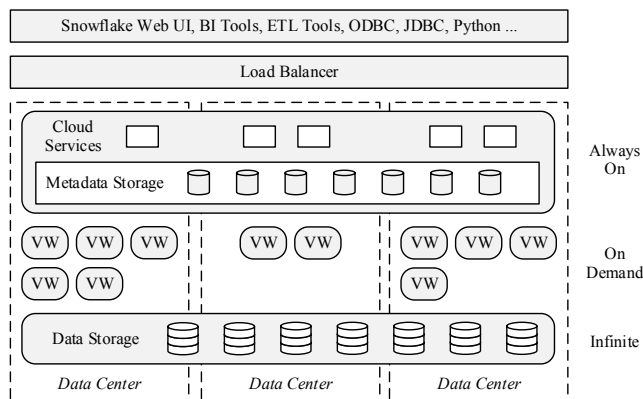 Snowflake Web UI, BI Tools, ETL Tools, ODBC, JDBC, Python ...
Load Balancer
Cloud
Services
Metadata Storage
Always
On
VW VW VW VW VW VW VW VW
VW VW VW
On
Demand
Data Storage
Infinite
Data Center Data Center Data Center